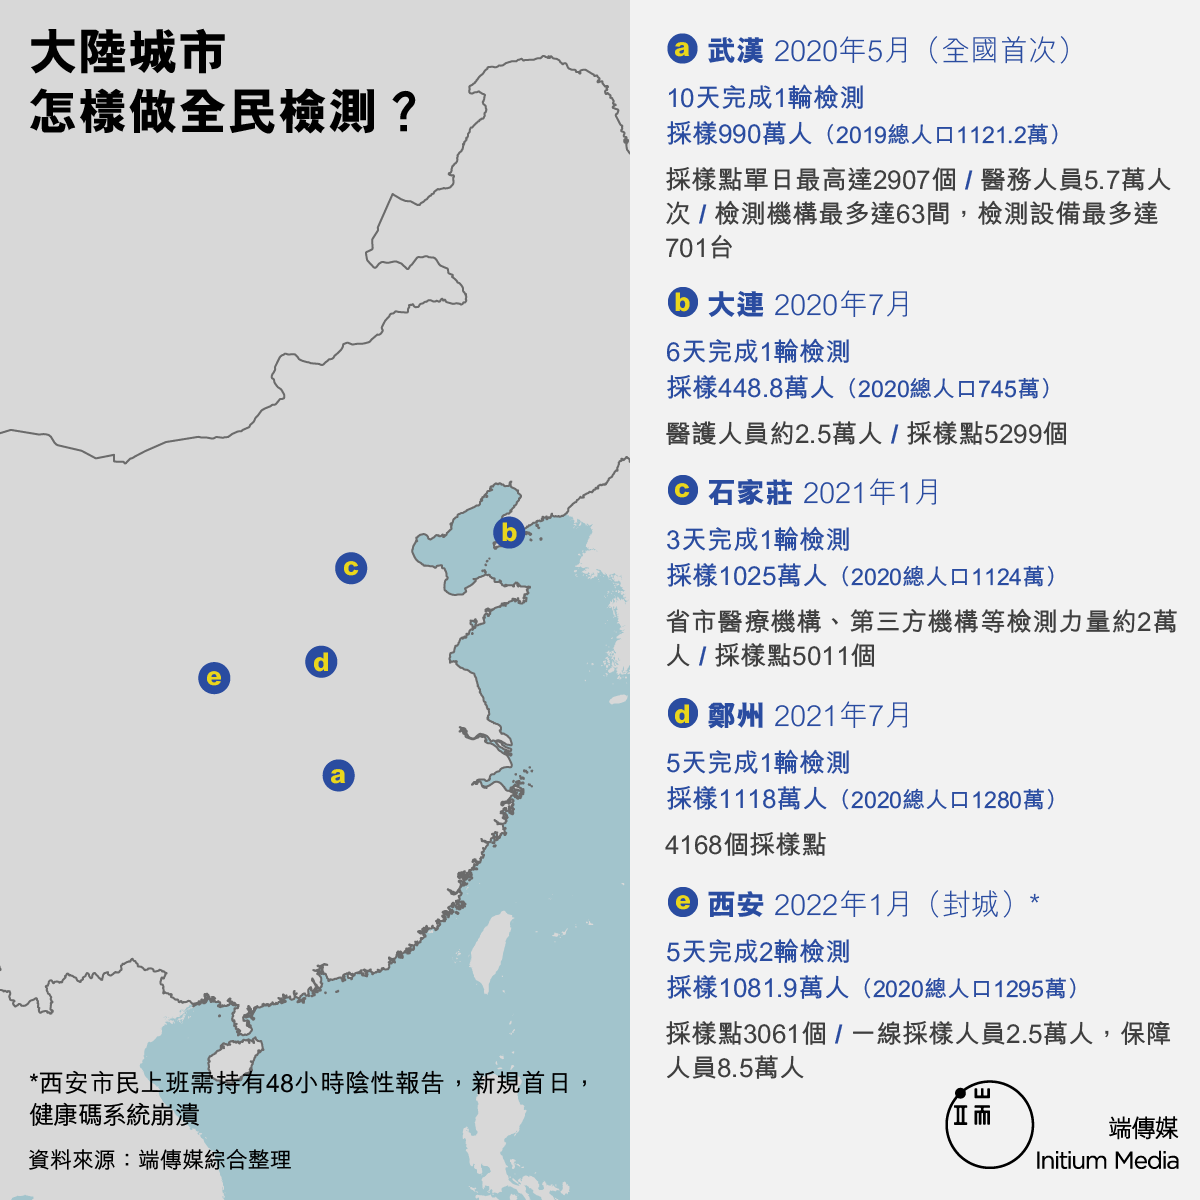 大陸城市
怎樣做全民檢測？
a 武漢 2020年5月（全國首次）
10天完成1輪檢測
採樣990萬人（2019總人口1121.2萬）
採樣點單日最高達2907個 / 醫務人員5.7萬人
次 / 檢測機構最多達63間，檢測設備最多達
701台
b 大連 2020年7月
6天完成1輪檢測
採樣448.8萬人（2020總人口745萬）
醫護人員約2.5萬人 / 採樣點5299個
c 石家莊 2021年1月
3天完成1輪檢測
採樣1025萬人（2020總人口1124萬）
省市醫療機構、第三方機構等檢測力量約2萬
人 / 採樣點5011個
d 鄭州 2021年7月
5天完成1輪檢測
採樣1118萬人（2020總人口1280萬）
4168個採樣點
e 西安 2022年1月（封城）*
5天完成2輪檢測
採樣1081.9萬人（2020總人口1295萬）
採樣點3061個 / 一線採樣人員2.5萬人，保障
人員8.5萬人
b
c
d
e
a
*西安市民上班需持有48小時陰性報告，新規首日，
健康碼系統崩潰
資料來源：端傳媒綜合整理
端
端傳媒
Initium Media